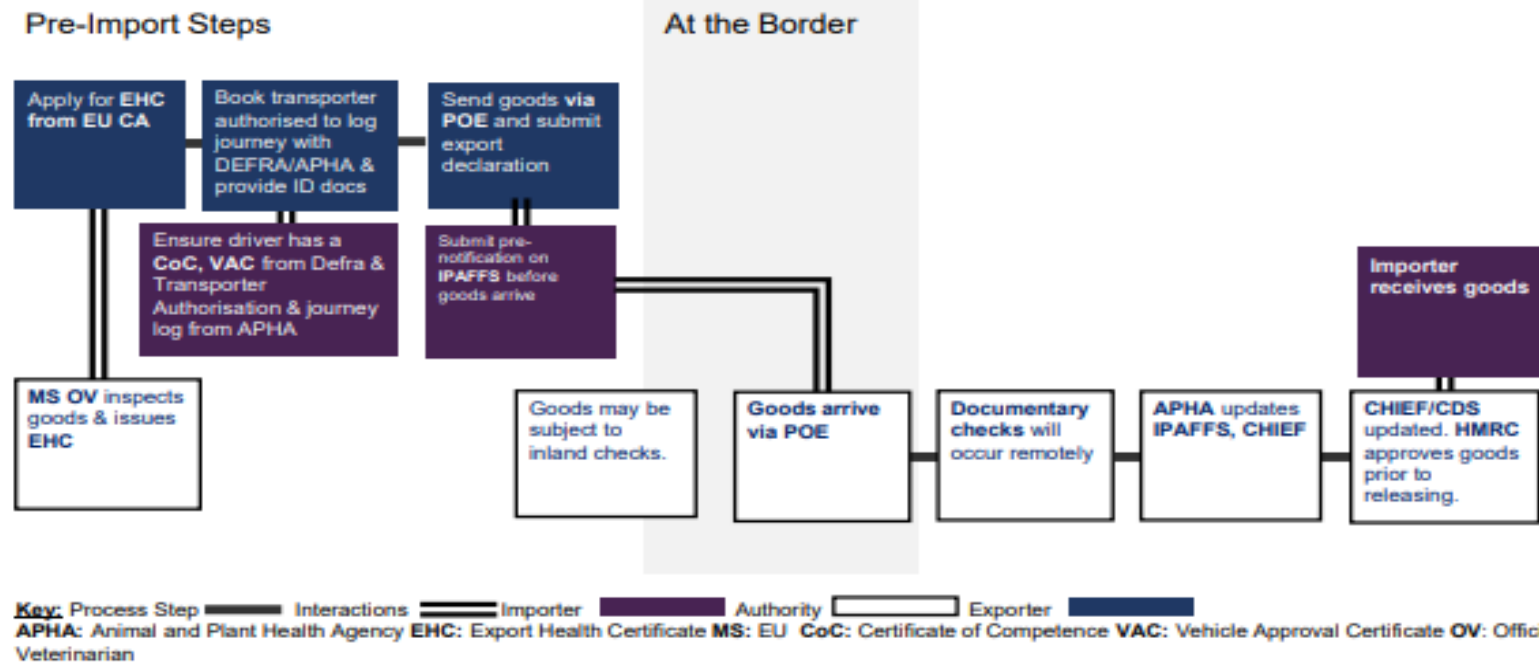 Pre-Import Steps
At the Border
Apply for EHC
from EU CA
Book transporter
authorised to log
journey with
DEFRA/APHA &
provide ID docs
Send goods via
POE and submit
export
declaration
Ensure driver has a
CoC, VAC from Defra &
Transporter
Authorisation & journey
log from APHA
Submit pre-
notification on
IPAFFS before
goods arrive
Importer
receives goods
MS OV inspects
goods & issues
EHC
Goods may be
subject to
inland checks.
Goods arrive
via POE
Documentary
checks will
occur remotely
APHA updates
IPAFFS, CHIEF
CHIEF/CDS
updated. HMRC
approves goods
prior to
releasing.
Key: Process Step Interactions Importer Authority Exporter
APHA: Animal and Plant Health Agency EHC: Export Health Certificate MS: EU CoC: Certificate of Competence VAC: Vehicle Approval Certificate OV: Offic
Veterinarian